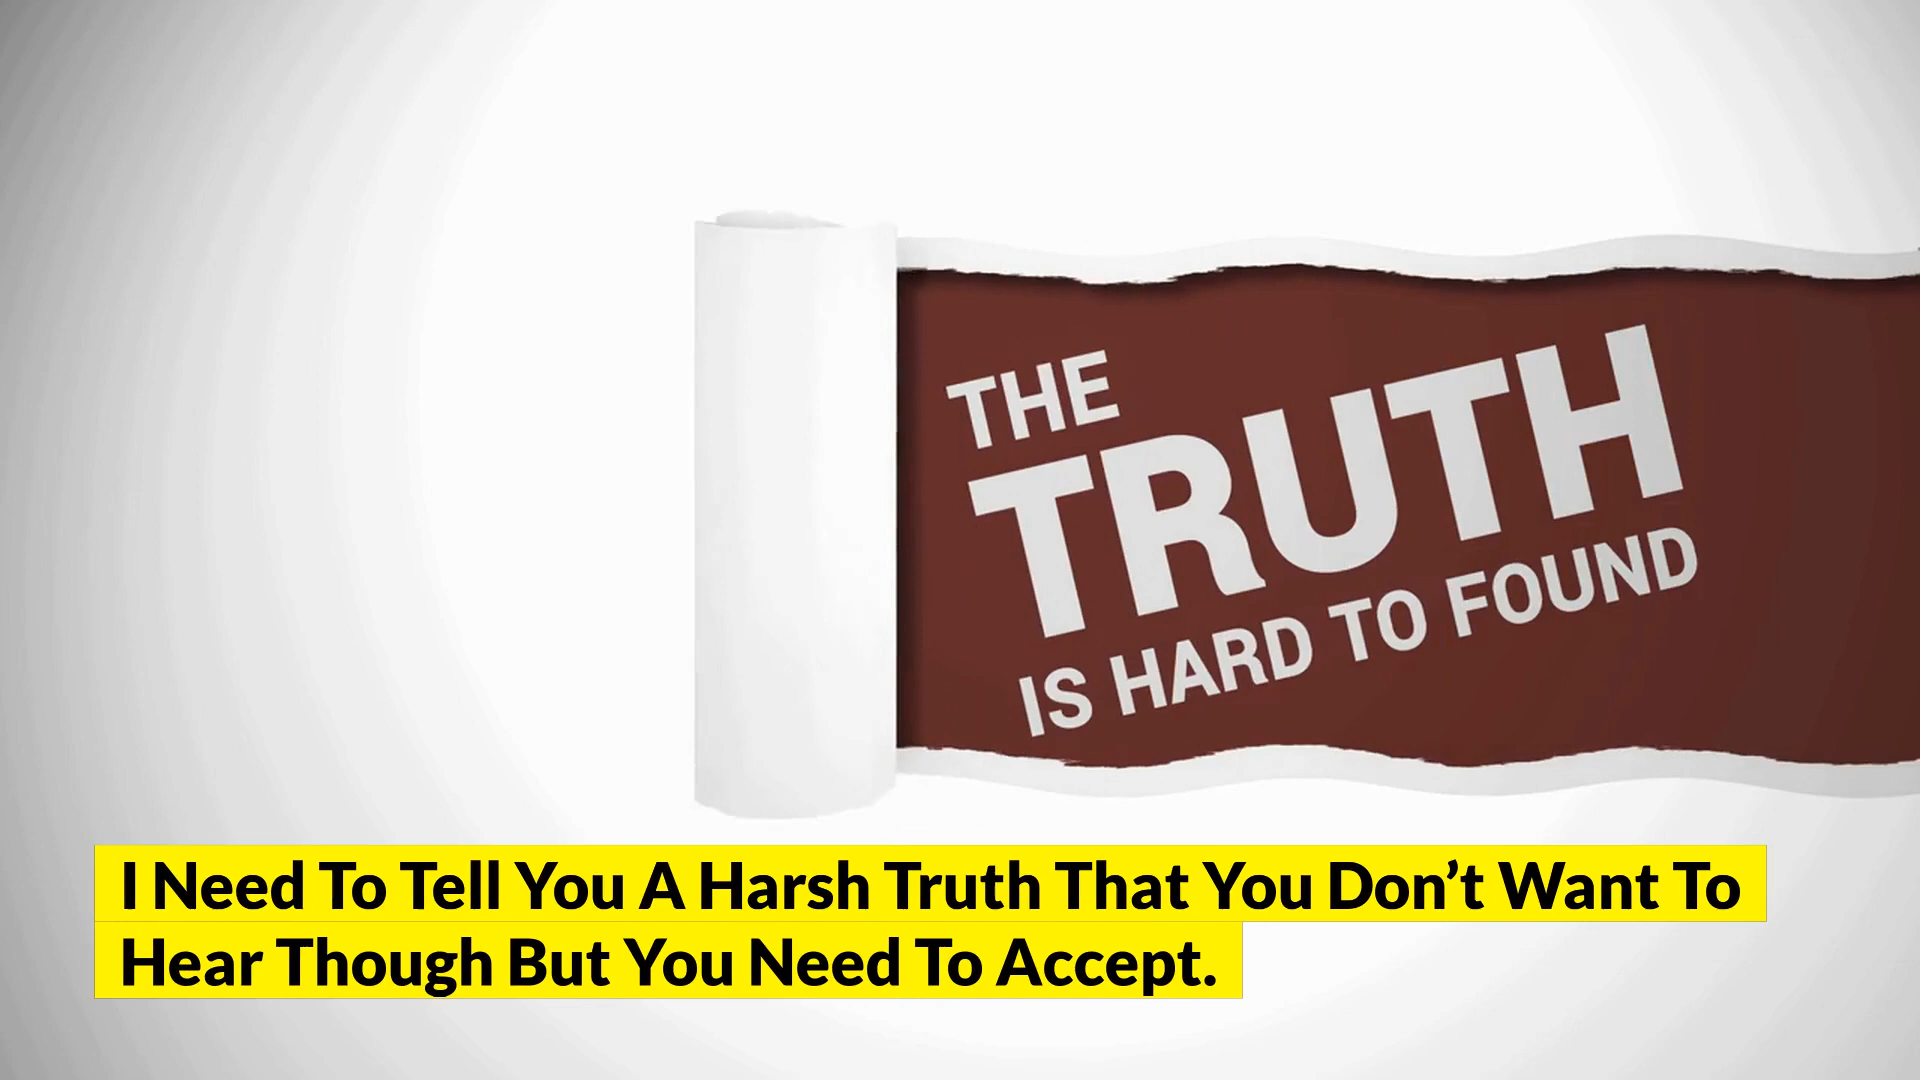 THE
TRUTH
IS HARD TO FOUND
I Need To Tell You A Harsh Truth That You Don’t Want To
Hear Though But You Need To Accept.